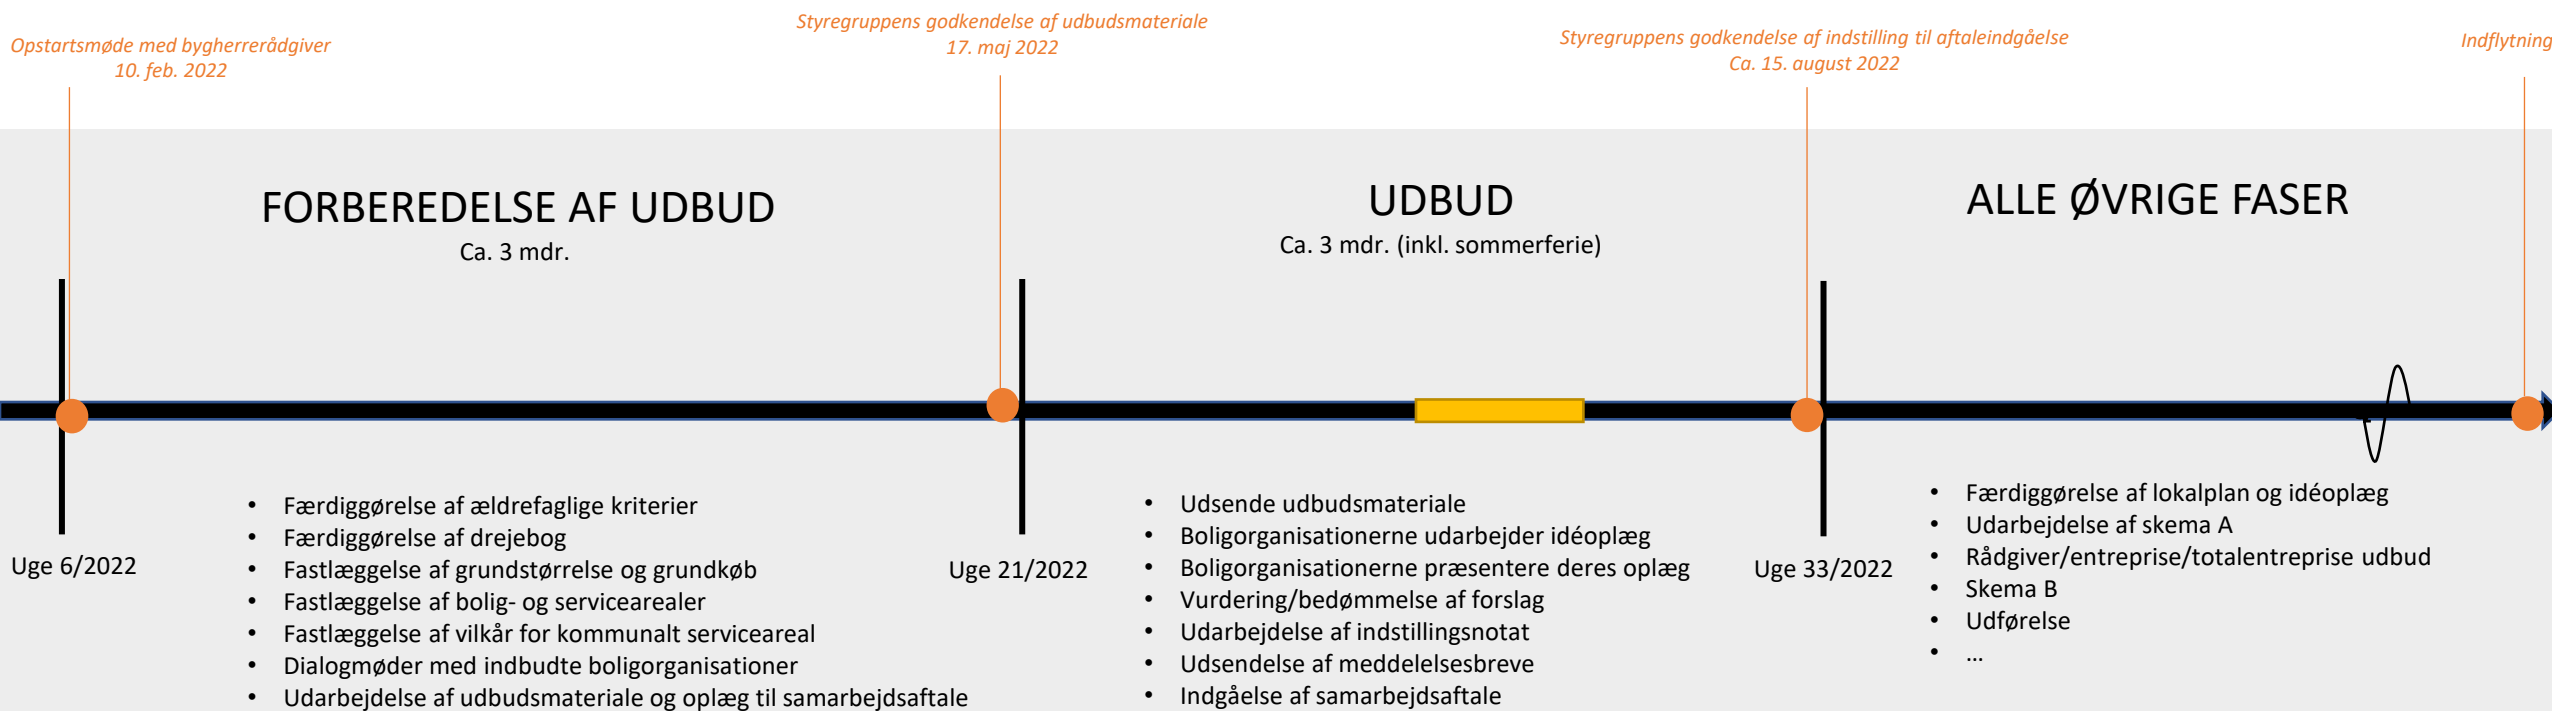 Opstartsmøde med bygherrerådgiver
10. feb. 2022
Styregruppens godkendelse af udbudsmateriale
17. maj 2022
Styregruppens godkendelse af indstilling til aftaleindgåelse
Ca. 15. august 2022
Indflytning
FORBEREDELSE AF UDBUD
Ca. 3 mdr.
UDBUD
Ca. 3 mdr. (inkl. sommerferie)
ALLE ØVRIGE FASER
Uge 6/2022
• Færdiggørelse af ældrefaglige kriterier
• Færdiggørelse af drejebog
• Fastlæggelse af grundstørrelse og grundkøb
• Fastlæggelse af bolig- og servicearealer
• Fastlæggelse af vilkår for kommunalt serviceareal
• Dialogmøder med indbudte boligorganisationer
• Udarbejdelse af udbudsmateriale og oplæg til samarbejdsaftale
Uge 21/2022
• Udsende udbudsmateriale
• Boligorganisationerne udarbejder idéoplæg
• Boligorganisationerne præsentere deres oplæg
• Vurdering/bedømmelse af forslag
• Udarbejdelse af indstillingsnotat
• Udsendelse af meddelelsesbreve
• Indgåelse af samarbejdsaftale
Uge 33/2022
• Færdiggørelse af lokalplan og idéoplæg
• Udarbejdelse af skema A
• Rådgiver/entreprise/totalentreprise udbud
• Skema B
• Udførelse
• …